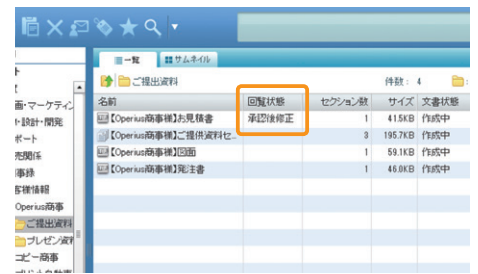 一覧 サムネイル
ご提出資料 件数: 4
名前 回覧状態 セクション数 サイズ 文書状態
【Operius商事様】お見積書 承認後修正 1 41.5KB 作成中
【Operius商事様】ご提供資料セ... 3 195.7KB 作成中
【Operius商事様】図面 1 59.1KB 作成中
【Operius商事様】発注書 1 46.0KB 作成中
画・マーケティン
・設計・開発
ポート
売関係
事録
客様情報
Operius商事
ご提出資料
プレゼン資料
コピー商事